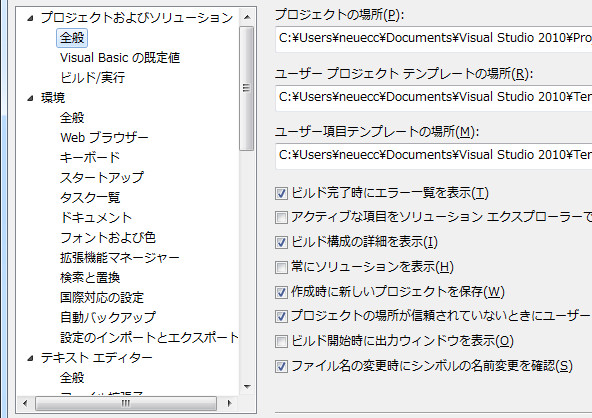 プロジェクトおよびソリューション
全般
Visual Basic の既定値
ビルド/実行
環境
全般
Web ブラウザー
キーボード
スタートアップ
タスク一覧
ドキュメント
フォントおよび色
拡張機能マネージャー
検索と置換
国際対応の設定
自動バックアップ
設定のインポートとエクスポート
テキスト エディター
全般
プロジェクトの場所(P):
C:¥Users¥neuecc¥Documents¥Visual Studio 2010¥Pro
ユーザー プロジェクト テンプレートの場所(R):
C:¥Users¥neuecc¥Documents¥Visual Studio 2010¥Ter
ユーザー項目テンプレートの場所(M):
C:¥Users¥neuecc¥Documents¥Visual Studio 2010¥Ter
ビルド完了時にエラー一覧を表示(T)
アクティブな項目をソリューション エクスプローラーで
ビルド構成の詳細を表示(I)
常にソリューションを表示(H)
作成時に新しいプロジェクトを保存(W)
プロジェクトの場所が信頼されていないときにユーザー
ビルド開始時に出力ウィンドウを表示(O)
ファイル名の変更時にシンボルの名前変更を確認(S)